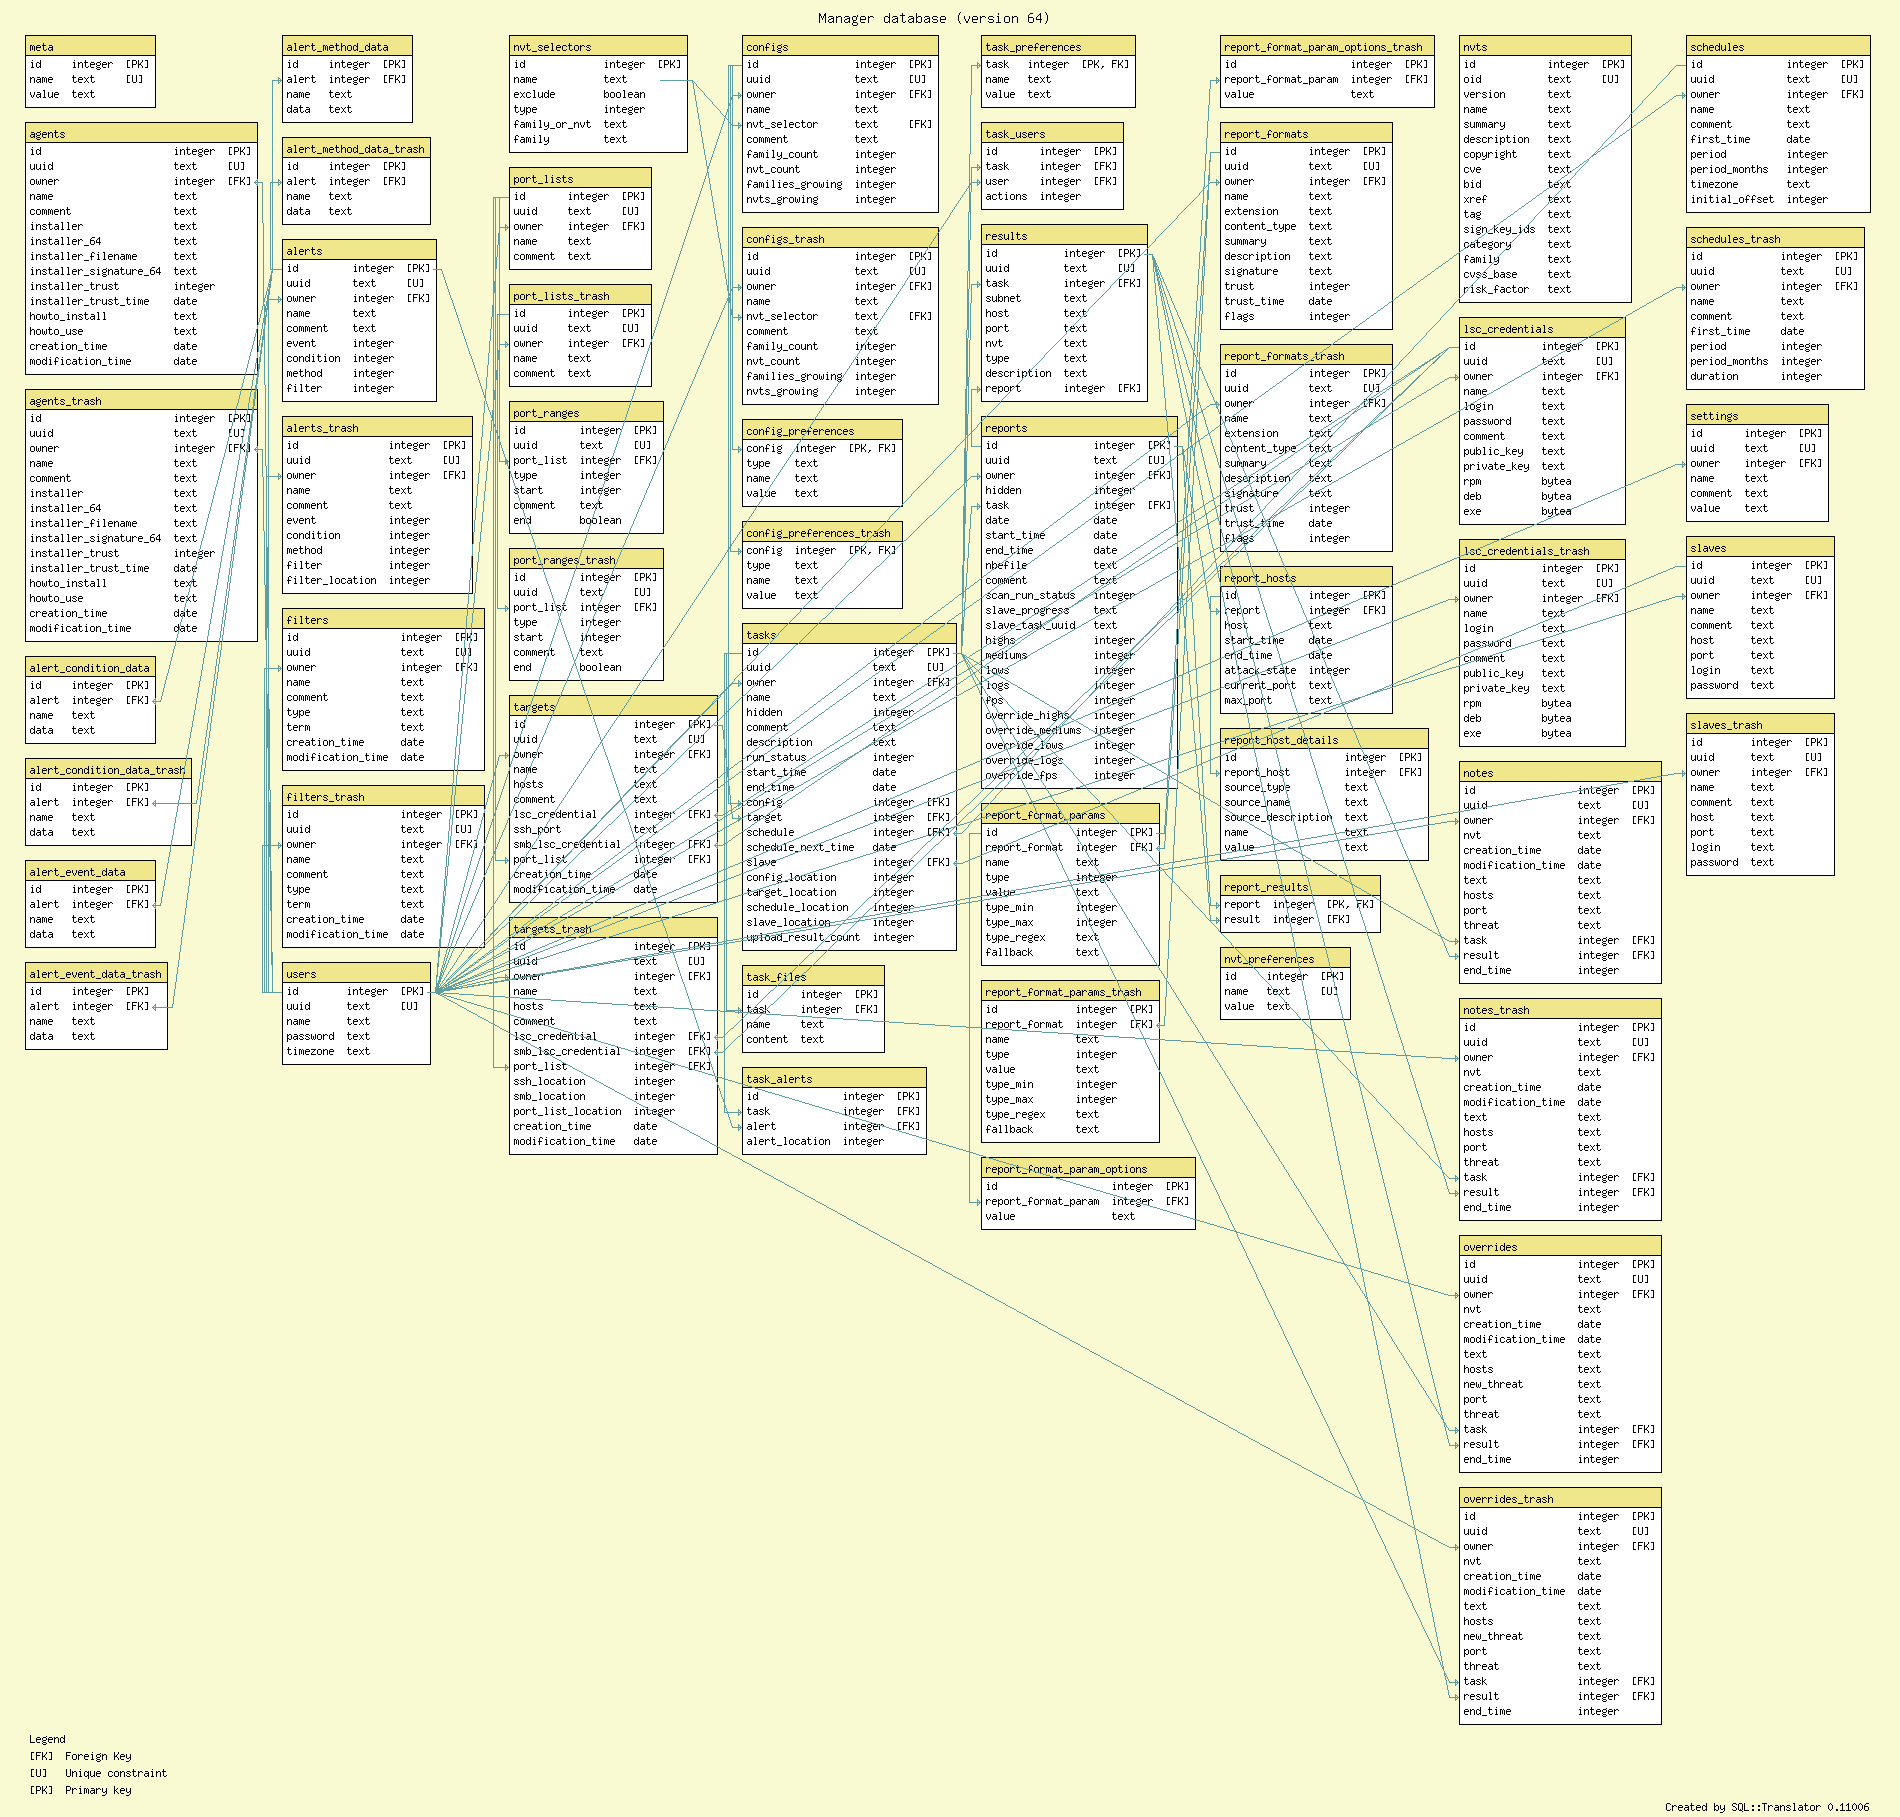 Manager database (version 64)
meta
id integer [PK]
name text [U]
value text
agents
id integer [PK]
uuid text [U]
owner integer [FK]
name text
comment text
installer text
installer_64 text
installer_filename text
installer_signature_64 text
installer_trust integer
installer_trust_time date
howto_install text
howto_use text
creation_time date
modification_time date
agents_trash
id integer [PK]
uuid text [U]
owner integer [FK]
name text
comment text
installer text
installer_64 text
installer_filename text
installer_signature_64 text
installer_trust integer
installer_trust_time date
howto_install text
howto_use text
creation_time date
modification_time date
alert_condition_data
id integer [PK]
alert integer [FK]
name text
data text
alert_condition_data_trash
id integer [PK]
alert integer [FK]
name text
data text
alert_event_data
id integer [PK]
alert integer [FK]
name text
data text
alert_event_data_trash
id integer [PK]
alert integer [FK]
name text
data text
alert_method_data
id integer [PK]
alert integer [FK]
name text
data text
alert_method_data_trash
id integer [PK]
alert integer [FK]
name text
data text
alerts
id integer [PK]
uuid text [U]
owner integer [FK]
name text
comment text
event integer
condition integer
method integer
filter integer
alerts_trash
id integer [PK]
uuid text [U]
owner integer [FK]
name text
comment text
event integer
condition integer
method integer
filter integer
filter_location integer
filters
id integer [PK]
uuid text [U]
owner integer [FK]
name text
comment text
type text
term text
creation_time date
modification_time date
filters_trash
id integer [PK]
uuid text [U]
owner integer [FK]
name text
comment text
type text
term text
creation_time date
modification_time date
users
id integer [PK]
uuid text [U]
name text
password text
timezone text
nvt_selectors
id integer [PK]
name text
exclude boolean
type integer
family_or_nvt text
family text
port_lists
id integer [PK]
uuid text [U]
owner integer [FK]
name text
comment text
port_lists_trash
id integer [PK]
uuid text [U]
owner integer [FK]
name text
comment text
port_ranges
id integer [PK]
uuid text [U]
port_list integer [FK]
type integer
start integer
comment text
end boolean
port_ranges_trash
id integer [PK]
uuid text [U]
port_list integer [FK]
type integer
start integer
comment text
end boolean
targets
id integer [PK]
uuid text [U]
owner integer [FK]
name text
hosts text
comment text
lsc_credential integer [FK]
ssh_port text
smb_lsc_credential integer [FK]
port_list integer [FK]
creation_time date
modification_time date
targets_trash
id integer [PK]
uuid text [U]
owner integer [FK]
name text
hosts text
comment text
lsc_credential integer [FK]
smb_lsc_credential integer [FK]
port_list integer [FK]
ssh_location integer
smb_location integer
port_list_location integer
creation_time date
modification_time date
configs
id integer [PK]
uuid text [U]
owner integer [FK]
name text
nvt_selector text [FK]
comment text
family_count integer
nvt_count integer
families_growing integer
nvts_growing integer
configs_trash
id integer [PK]
uuid text [U]
owner integer [FK]
name text
nvt_selector text [FK]
comment text
family_count integer
nvt_count integer
families_growing integer
nvts_growing integer
config_preferences
config integer [PK, FK]
type text
name text
value text
config_preferences_trash
config integer [PK, FK]
type text
name text
value text
tasks
id integer [PK]
uuid text [U]
owner integer [FK]
name text
hidden integer
comment text
description text
run_status integer
start_time date
end_time date
config integer [FK]
target integer [FK]
schedule integer [FK]
schedule_next_time date
slave integer [FK]
config_location integer
target_location integer
schedule_location integer
slave_location integer
upload_result_count integer
task_files
id integer [PK]
task integer [FK]
name text
content text
task_alerts
id integer [PK]
task integer [FK]
alert integer [FK]
alert_location integer
task_preferences
task integer [PK, FK]
name text
value text
task_users
id integer [PK]
task integer [FK]
user integer [FK]
actions integer
results
id integer [PK]
uuid text [U]
task integer [FK]
subnet text
host text
port text
nvt text
type text
description text
report integer [FK]
reports
id integer [PK]
uuid text [U]
owner integer [FK]
hidden integer
task integer [FK]
date date
start_time date
end_time date
nbefile text
comment text
scan_run_status integer
slave_progress text
slave_task_uuid text
highs integer
mediums integer
lows integer
logs integer
fps integer
override_highs integer
override_mediums integer
override_lows integer
override_logs integer
override_fps integer
report_format_params
id integer [PK]
report_format integer [FK]
name text
type integer
value text
type_min integer
type_max integer
type_regex text
fallback text
report_format_params_trash
id integer [PK]
report_format integer [FK]
name text
type integer
value text
type_min integer
type_max integer
type_regex text
fallback text
report_format_param_options
id integer [PK]
report_format_param integer [FK]
value text
report_format_param_options_trash
id integer [PK]
report_format_param integer [FK]
value text
report_formats
id integer [PK]
uuid text [U]
owner integer [FK]
name text
extension text
content_type text
summary text
description text
signature text
trust integer
trust_time date
flags integer
report_formats_trash
id integer [PK]
uuid text [U]
owner integer [FK]
name text
extension text
content_type text
summary text
description text
signature text
trust integer
trust_time date
flags integer
report_hosts
id integer [PK]
report integer [FK]
host text
start_time date
end_time date
attack_state integer
current_port text
max_port text
report_host_details
id integer [PK]
report_host integer [FK]
source_type text
source_name text
source_description text
name text
value text
report_results
report integer [PK, FK]
result integer [FK]
nvt_preferences
id integer [PK]
name text [U]
value text
nvts
id integer [PK]
oid text [U]
version text
name text
summary text
description text
copyright text
cve text
bid text
xref text
tag text
sign_key_ids text
category text
family text
cvss_base text
risk_factor text
lsc_credentials
id integer [PK]
uuid text [U]
owner integer [FK]
name text
login text
password text
comment text
public_key text
private_key text
rpm bytea
deb bytea
exe bytea
lsc_credentials_trash
id integer [PK]
uuid text [U]
owner integer [FK]
name text
login text
password text
comment text
public_key text
private_key text
rpm bytea
deb bytea
exe bytea
notes
id integer [PK]
uuid text [U]
owner integer [FK]
nvt text
creation_time date
modification_time date
text text
hosts text
port text
threat text
task integer [FK]
result integer [FK]
end_time integer
notes_trash
id integer [PK]
uuid text [U]
owner integer [FK]
nvt text
creation_time date
modification_time date
text text
hosts text
port text
threat text
task integer [FK]
result integer [FK]
end_time integer
overrides
id integer [PK]
uuid text [U]
owner integer [FK]
nvt text
creation_time date
modification_time date
text text
hosts text
new_threat text
port text
threat text
task integer [FK]
result integer [FK]
end_time integer
overrides_trash
id integer [PK]
uuid text [U]
owner integer [FK]
nvt text
creation_time date
modification_time date
text text
hosts text
new_threat text
port text
threat text
task integer [FK]
result integer [FK]
end_time integer
schedules
id integer [PK]
uuid text [U]
owner integer [FK]
name text
comment text
first_time date
period integer
period_months integer
timezone text
initial_offset integer
schedules_trash
id integer [PK]
uuid text [U]
owner integer [FK]
name text
comment text
first_time date
period integer
period_months integer
duration integer
settings
id integer [PK]
uuid text [U]
owner integer [FK]
name text
comment text
value text
slaves
id integer [PK]
uuid text [U]
owner integer [FK]
name text
comment text
host text
port text
login text
password text
slaves_trash
id integer [PK]
uuid text [U]
owner integer [FK]
name text
comment text
host text
port text
login text
password text
Legend
[FK] Foreign Key
[U] Unique constraint
[PK] Primary key
Created by SQL::Translator 0.11006